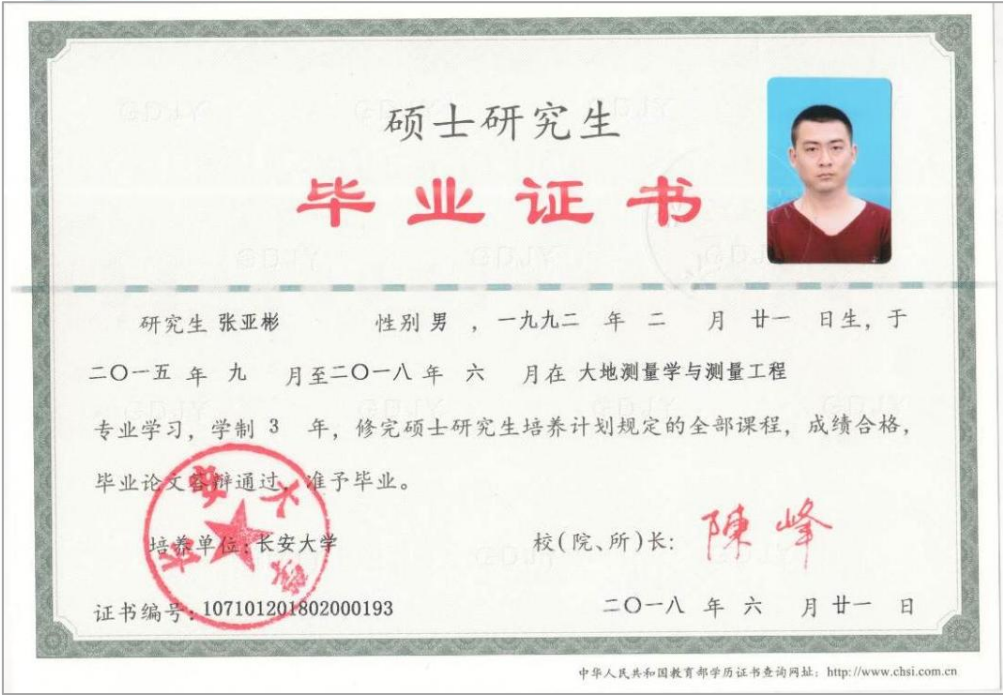 硕士研究生
毕业证书
研究生 张亚彬 性别 男 ，一九九二 年 二 月 廿一 日生，于
二〇一五 年 九 月至二〇一八 年 六 月在 大地测量学与测量工程
专业学习，学制 3 年，修完硕士研究生培养计划规定的全部课程，成绩合格，
毕业论文答辩通过，准予毕业。
培养单位：长安大学
校(院、所)长：
陳峰
证书编号：107101201802000193
二〇一八 年 六 月 廿一 日
中华人民共和国教育部学历证书查询网址：http://www.chsi.com.cn